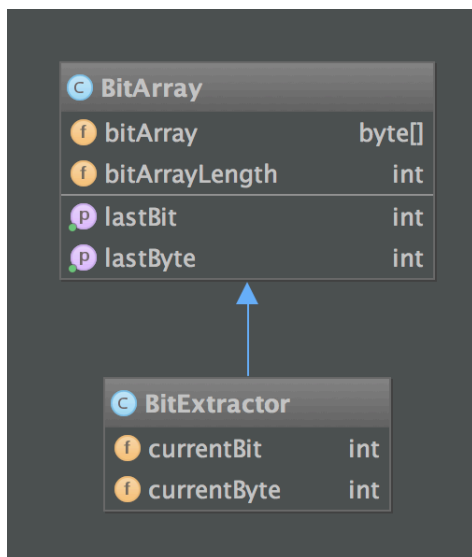 C BitArray
f bitArray byte[]
f bitArrayLength int
p lastBit int
p lastByte int
C BitExtractor
f currentBit int
f currentByte int